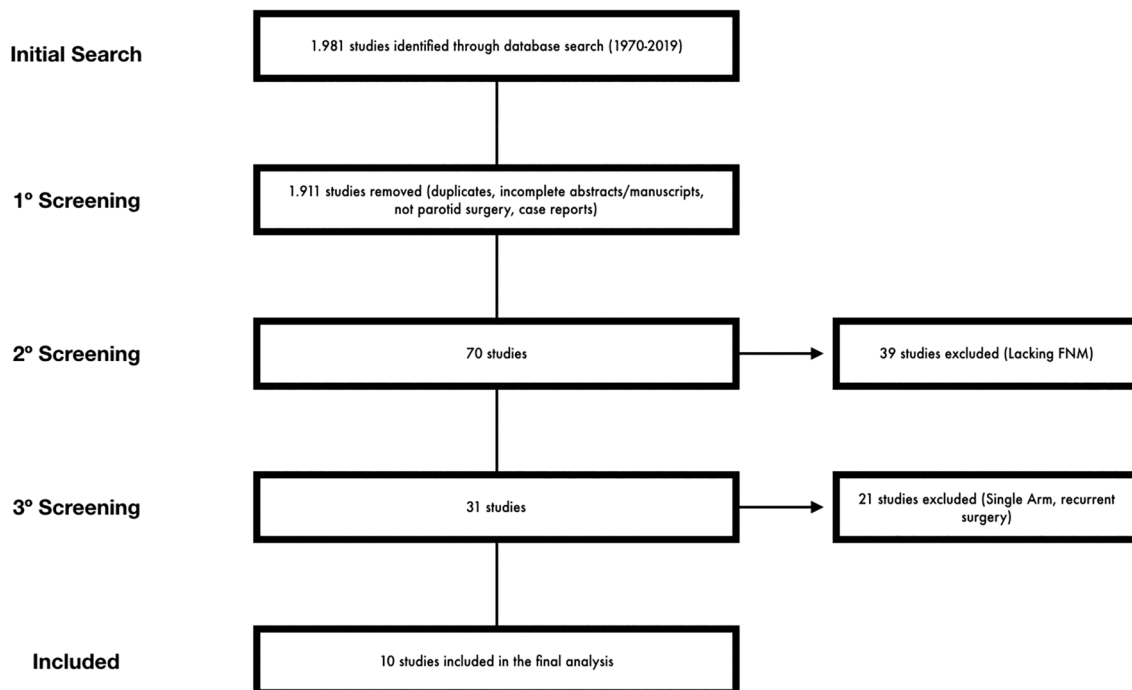 Initial Search
1.981 studies identified through database search (1970-2019)
1º Screening
1.911 studies removed (duplicates, incomplete abstracts/manuscripts,
not parotid surgery, case reports)
2º Screening
70 studies
39 studies excluded (Lacking FNM)
3º Screening
31 studies
21 studies excluded (Single Arm, recurrent
surgery)
Included
10 studies included in the final analysis